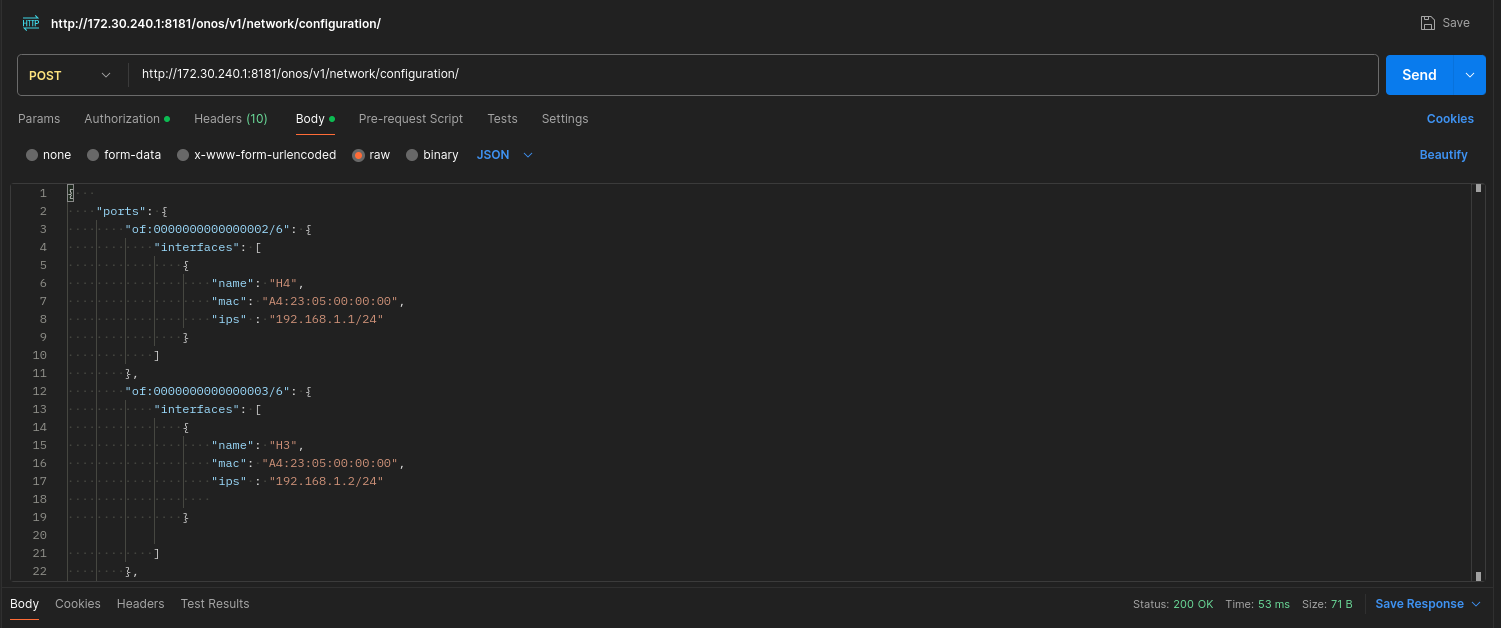 HTTP http://172.30.240.1:8181/onos/v1/network/configuration/ Save
POST http://172.30.240.1:8181/onos/v1/network/configuration/ Send
Params Authorization Headers (10) Body Pre-request Script Tests Settings Cookies
none form-data x-www-form-urlencoded raw binary JSON Beautify
1 {
2 "ports": {
3 "of:0000000000000002/6": {
4 "interfaces": [
5 {
6 "name": "H4",
7 "mac": "A4:23:05:00:00:00",
8 "ips" : "192.168.1.1/24"
9 }
10 ]
11 },
12 "of:0000000000000003/6": {
13 "interfaces": [
14 {
15 "name": "H3",
16 "mac": "A4:23:05:00:00:00",
17 "ips" : "192.168.1.2/24"
18
19 }
20
21 ]
22 },
Body Cookies Headers Test Results Status: 200 OK Time: 53 ms Size: 71 B Save Response